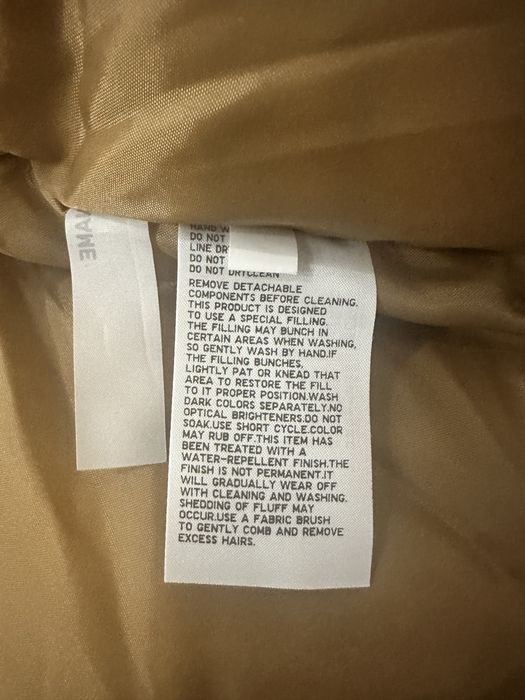 NAME
HAND W
DO NOT
LINE DR
DO NOT
DO NOT DRYCLEAN
REMOVE DETACHABLE
COMPONENTS BEFORE CLEANING.
THIS PRODUCT IS DESIGNED
TO USE A SPECIAL FILLING.
THE FILLING MAY BUNCH IN
CERTAIN AREAS WHEN WASHING,
SO GENTLY WASH BY HAND.IF
THE FILLING BUNCHES,
LIGHTLY PAT OR KNEAD THAT
AREA TO RESTORE THE FILL
TO IT PROPER POSITION.WASH
DARK COLORS SEPARATELY.NO
OPTICAL BRIGHTENERS.DO NOT
SOAK.USE SHORT CYCLE.COLOR
MAY RUB OFF.THIS ITEM HAS
BEEN TREATED WITH A
WATER-REPELLENT FINISH.THE
FINISH IS NOT PERMANENT.IT
WILL GRADUALLY WEAR OFF
WITH CLEANING AND WASHING.
SHEDDING OF FLUFF MAY
OCCUR.USE A FABRIC BRUSH
TO GENTLY COMB AND REMOVE
EXCESS HAIRS.